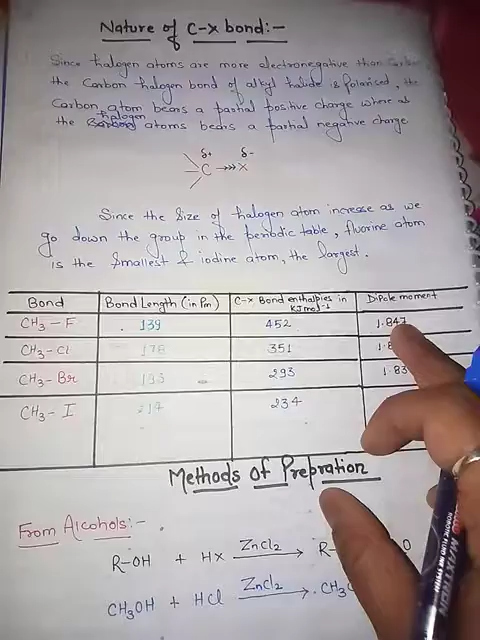 Nature of C-X bond:-
Since halogen atoms are more electronegative than Carbon
the Carbon halogen bond of alkyl halide is polarised, the
Carbon atom bears a partial positive charge where as
the halogen atoms bears a partial negative charge
δ+ δ-
C →→→ X
Since the Size of halogen atom increase as we
go down the group in the periodic table, fluorine atom
is the Smallest & iodine atom, the largest.
Bond Bond Length (in Pm) C-X Bond enthalpies in KJmol-1 Dipole moment
CH3-F 139 452 1.847
CH3-Cl 178 351
CH3-Br 193 293 1.83
CH3-I 214 234
Methods of Prepration
From Alcohols:-
R-OH + HX ZnCl2 → R-
CH3OH + HCl ZnCl2 → CH3